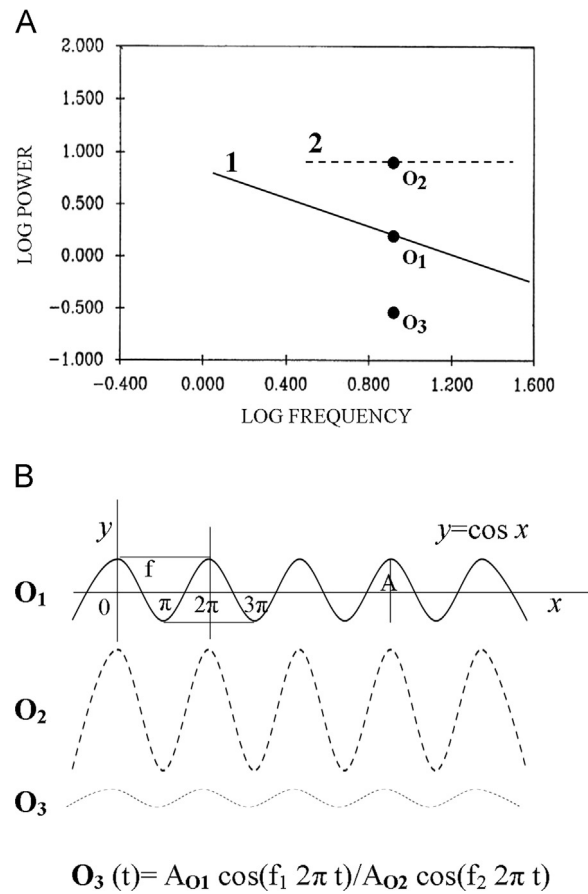 A
2.000
1.500
1.000
0.500
0.000
−0.500
−1.000
LOG POWER
1
2
O2
O1
O3
−0.400 0.000 0.400 0.800 1.200 1.600
LOG FREQUENCY
B
y
y=cos x
f
A
O1
0 π 2π 3π
x
O2
O3
O3 (t)= AO1 cos(f1 2π t)/AO2 cos(f2 2π t)